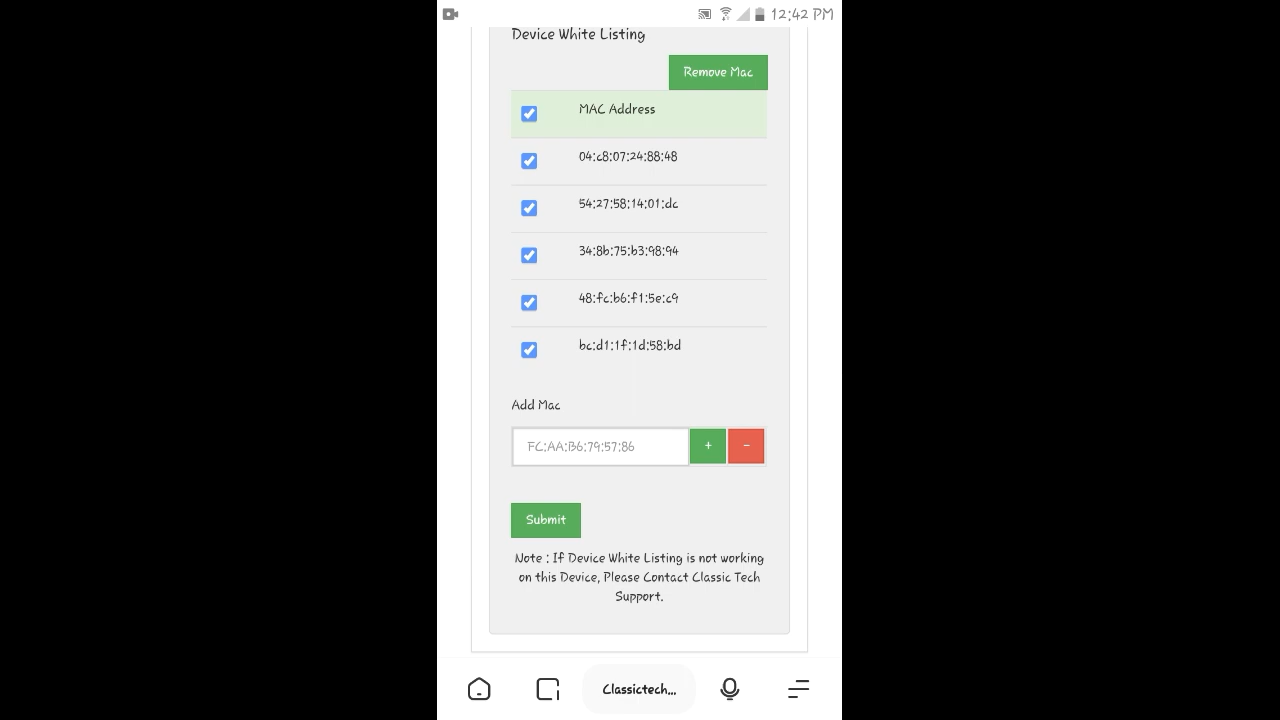 12:42 PM
Device White Listing
Remove Mac
MAC Address
04:c8:07:24:88:48
54:27:58:14:01:dc
34:8b:75:b3:98:94
48:fc:b6:f1:5e:c9
bc:d1:1f:1d:58:bd
Add Mac
FC:AA:B6:79:57:86
+ -
Submit
Note : If Device White Listing is not working
on this Device, Please Contact Classic Tech
Support.
Classictech...